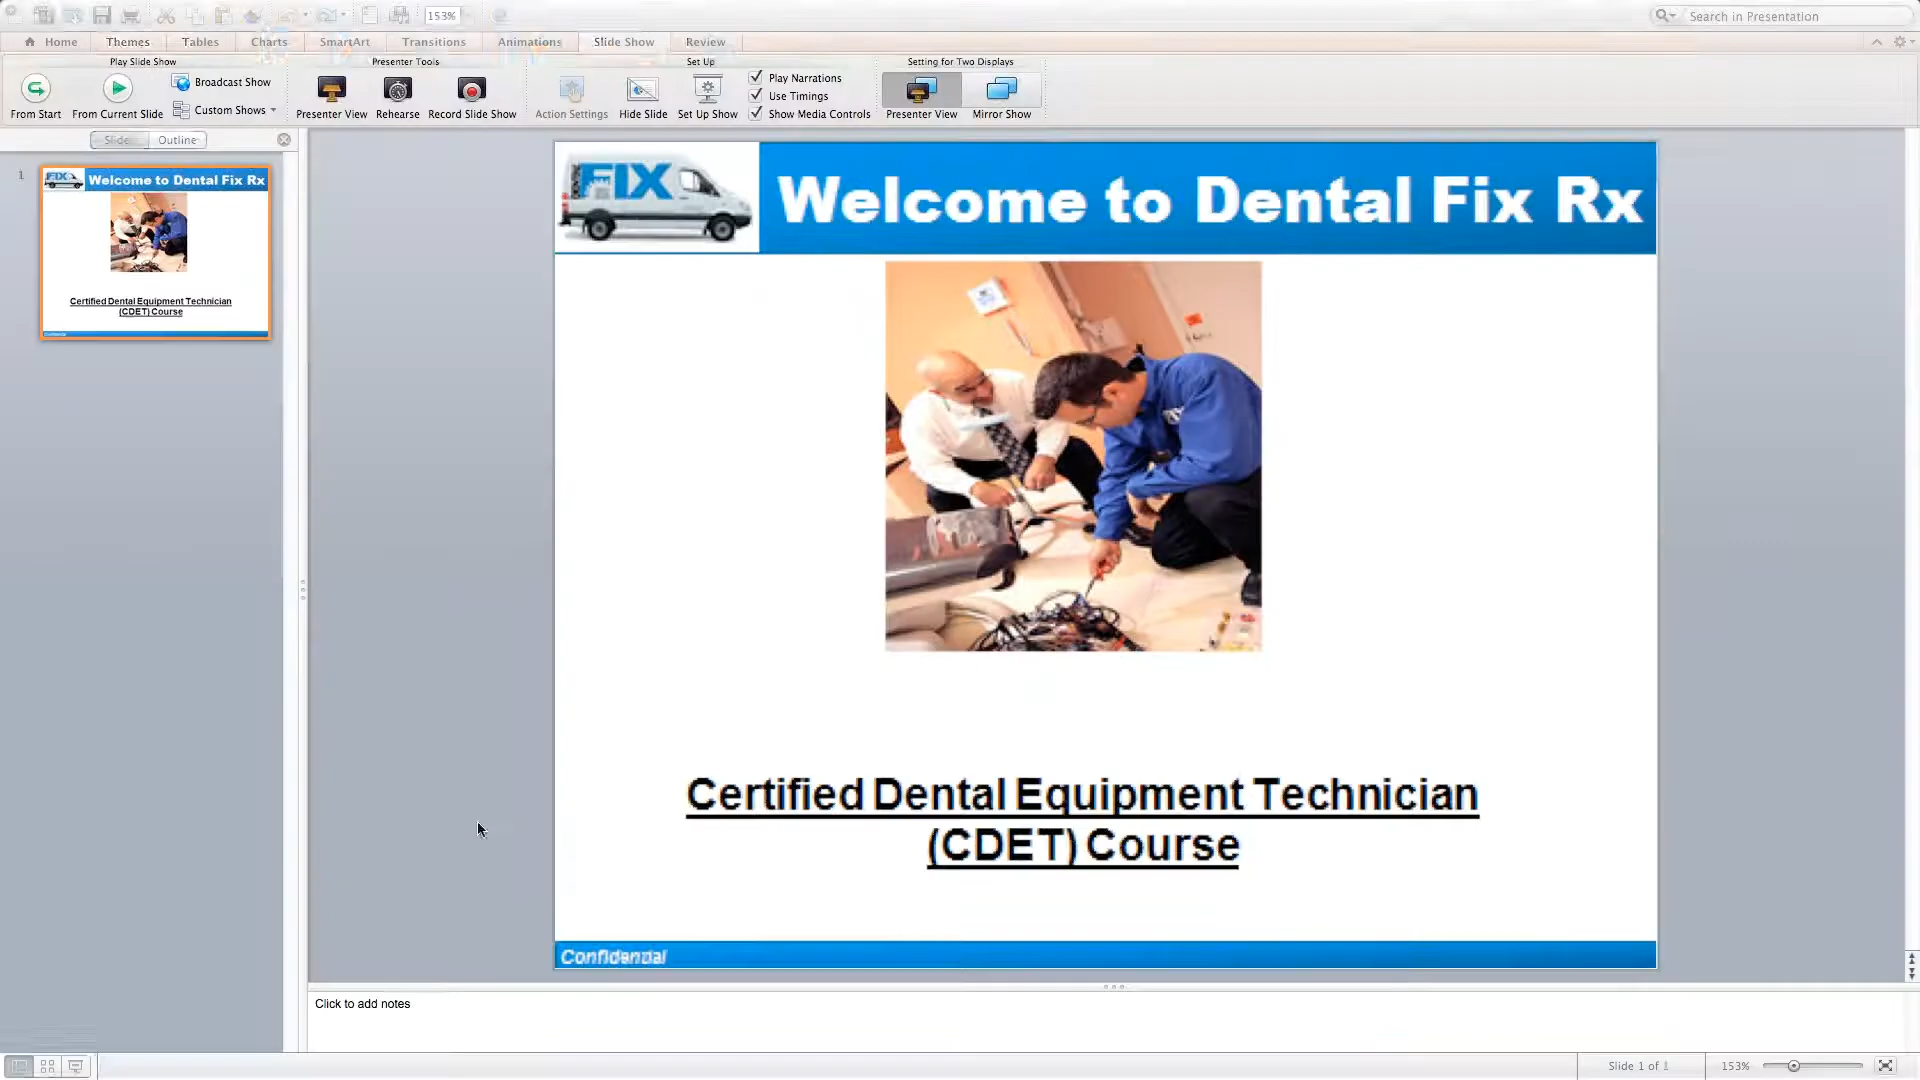 153%
Search in Presentation
Home
Themes
Tables
Charts
SmartArt
Transitions
Animations
Slide Show
Review
Play Slide Show
Presenter Tools
Set Up
Setting for Two Displays
From Start
From Current Slide
Broadcast Show
Custom Shows
Presenter View
Rehearse
Record Slide Show
Action Settings
Hide Slide
Set Up Show
Play Narrations
Use Timings
Show Media Controls
Presenter View
Mirror Show
Slides
Outline
1
FIX
Welcome to Dental Fix Rx
Certified Dental Equipment Technician
(CDET) Course
FIX
Welcome to Dental Fix Rx
Certified Dental Equipment Technician
(CDET) Course
Confidential
Click to add notes
Slide 1 of 1
153%